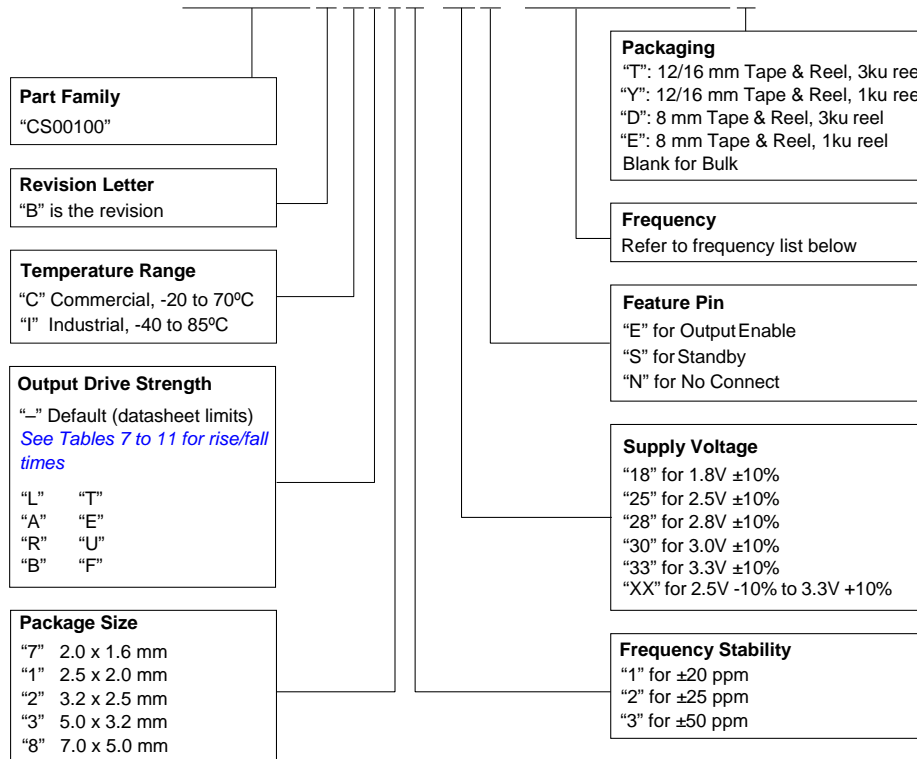 Part Family
“CS00100”
Revision Letter
“B” is the revision
Temperature Range
“C” Commercial, -20 to 70ºC
“I” Industrial, -40 to 85ºC
Output Drive Strength
“–” Default (datasheet limits)
See Tables 7 to 11 for rise/fall
times
“L” “T”
“A” “E”
“R” “U”
“B” “F”
Package Size
“7” 2.0 x 1.6 mm
“1” 2.5 x 2.0 mm
“2” 3.2 x 2.5 mm
“3” 5.0 x 3.2 mm
“8” 7.0 x 5.0 mm
Packaging
“T”: 12/16 mm Tape & Reel, 3ku ree
“Y”: 12/16 mm Tape & Reel, 1ku ree
“D”: 8 mm Tape & Reel, 3ku reel
“E”: 8 mm Tape & Reel, 1ku reel
Blank for Bulk
Frequency
Refer to frequency list below
Feature Pin
“E” for Output Enable
“S” for Standby
“N” for No Connect
Supply Voltage
“18” for 1.8V ±10%
“25” for 2.5V ±10%
“28” for 2.8V ±10%
“30” for 3.0V ±10%
“33” for 3.3V ±10%
“XX” for 2.5V -10% to 3.3V +10%
Frequency Stability
“1” for ±20 ppm
“2” for ±25 ppm
“3” for ±50 ppm